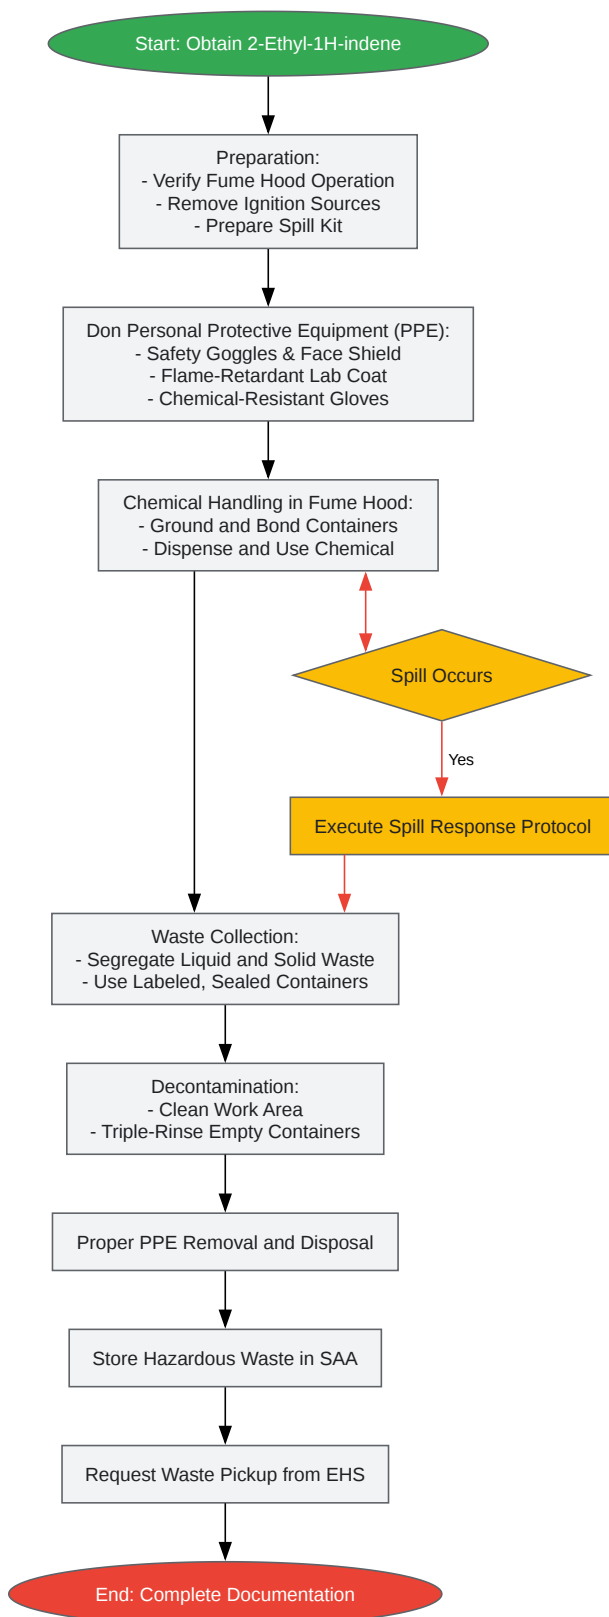 Start: Obtain 2-Ethyl-1H-indene
Preparation:
- Verify Fume Hood Operation
- Remove Ignition Sources
- Prepare Spill Kit
Don Personal Protective Equipment (PPE):
- Safety Goggles & Face Shield
- Flame-Retardant Lab Coat
- Chemical-Resistant Gloves
Chemical Handling in Fume Hood:
- Ground and Bond Containers
- Dispense and Use Chemical
Spill Occurs
Yes
Execute Spill Response Protocol
Waste Collection:
- Segregate Liquid and Solid Waste
- Use Labeled, Sealed Containers
Decontamination:
- Clean Work Area
- Triple-Rinse Empty Containers
Proper PPE Removal and Disposal
Store Hazardous Waste in SAA
Request Waste Pickup from EHS
End: Complete Documentation